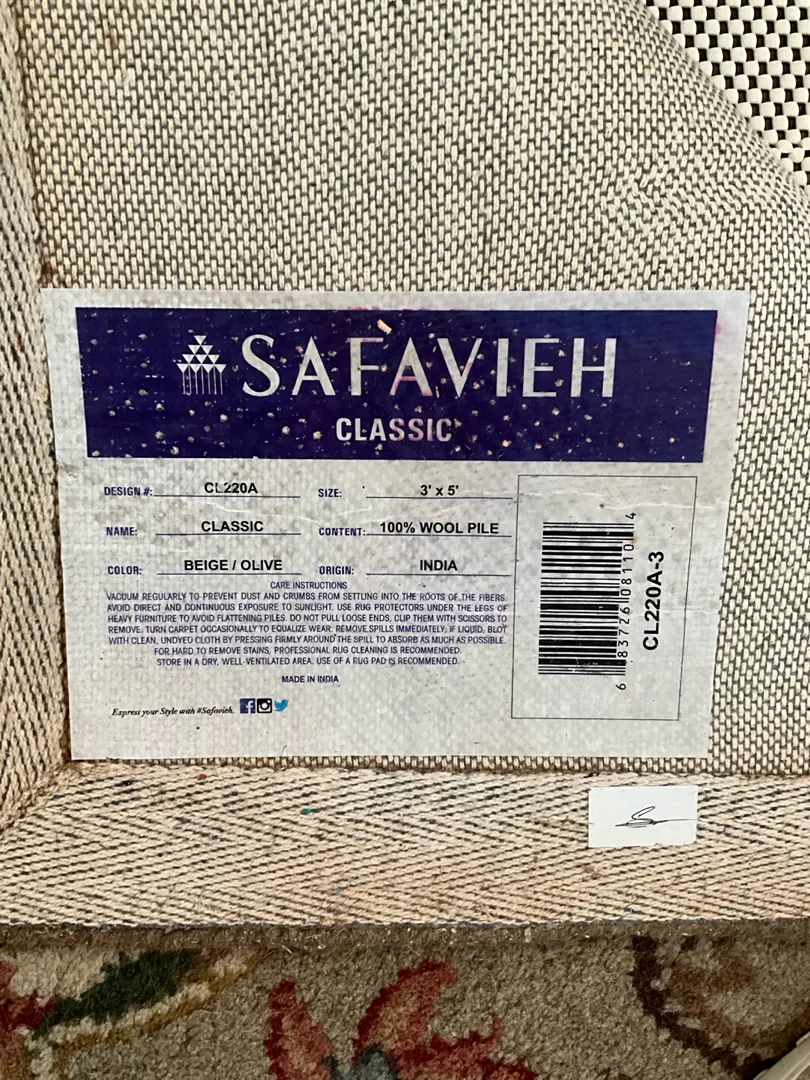 SAFAVIEH
CLASSIC
DESIGN #: CL220A
SIZE: 3' x 5'
NAME: CLASSIC
CONTENT: 100% WOOL PILE
COLOR: BEIGE / OLIVE
ORIGIN: INDIA
CARE INSTRUCTIONS
VACUUM REGULARLY TO PREVENT DUST AND CRUMBS FROM SETTLING INTO THE ROOTS OF THE FIBERS.
AVOID DIRECT AND CONTINUOUS EXPOSURE TO SUNLIGHT. USE RUG PROTECTORS UNDER THE LEGS OF
HEAVY FURNITURE TO AVOID FLATTENING PILES. DO NOT PULL LOOSE ENDS, CLIP THEM WITH SCISSORS TO
REMOVE. TURN CARPET OCCASIONALLY TO EQUALIZE WEAR. REMOVE SPILLS IMMEDIATELY; IF LIQUID, BLOT
WITH CLEAN, UNDYED CLOTH BY PRESSING FIRMLY AROUND THE SPILL TO ABSORB AS MUCH AS POSSIBLE.
FOR HARD TO REMOVE STAINS, PROFESSIONAL RUG CLEANING IS RECOMMENDED.
STORE IN A DRY, WELL-VENTILATED AREA. USE OF A RUG PAD IS RECOMMENDED.
MADE IN INDIA
Express your Style with #Safavieh.
6 83726 08110 4
CL220A-3